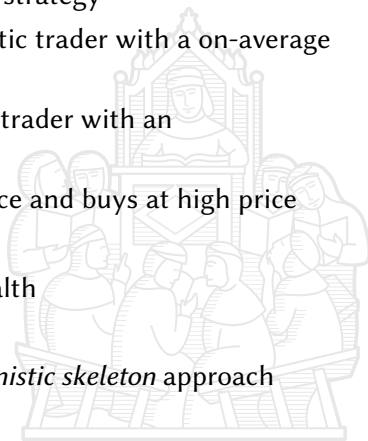 strategy
tic trader with a on-average
trader with an
ce and buys at high price
alth
nistic skeleton approach